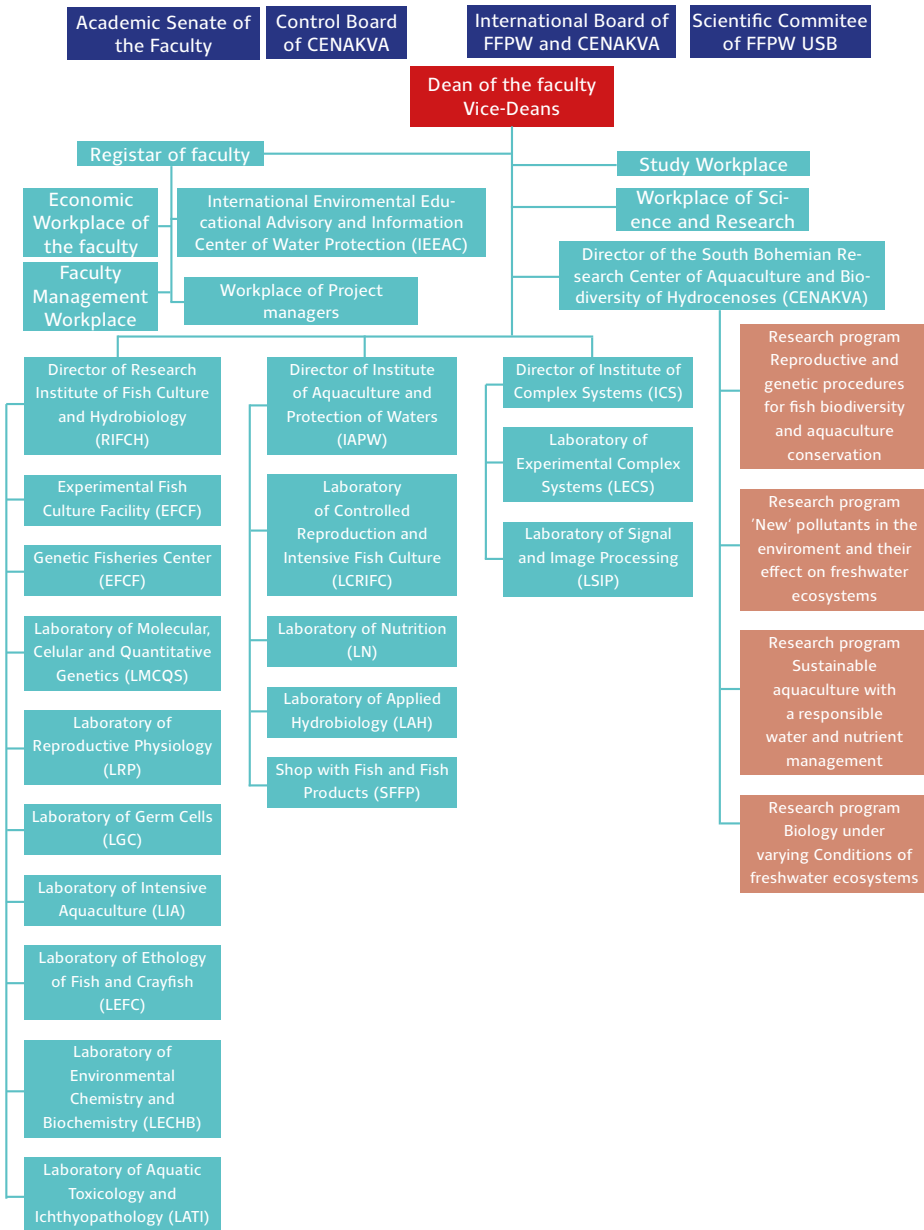 Academic Senate of
the Faculty
Control Board
of CENAKVA
International Board of
FFPW and CENAKVA
Scientific Commitee
of FFPW USB
Dean of the faculty
Vice-Deans
Registar of faculty
Study Workplace
Economic
Workplace of
the faculty
International Enviromental Edu-
cational Advisory and Information
Center of Water Protection (IEEAC)
Workplace of Sci-
ence and Research
Faculty
Management
Workplace
Workplace of Project
managers
Director of the South Bohemian Re-
search Center of Aquaculture and Bio-
diversity of Hydrocenoses (CENAKVA)
Director of Research
Institute of Fish Culture
and Hydrobiology
(RIFCH)
Experimental Fish
Culture Facility (EFCF)
Genetic Fisheries Center
(EFCF)
Laboratory of Molecular,
Celular and Quantitative
Genetics (LMCQS)
Laboratory of
Reproductive Physiology
(LRP)
Laboratory of Germ Cells
(LGC)
Laboratory of Intensive
Aquaculture (LIA)
Laboratory of Ethology
of Fish and Crayfish
(LEFC)
Laboratory of
Environmental
Chemistry and
Biochemistry (LECHB)
Laboratory of Aquatic
Toxicology and
Ichthyopathology (LATI)
Director of Institute
of Aquaculture and
Protection of Waters
(IAPW)
Laboratory
of Controlled
Reproduction and
Intensive Fish Culture
(LCRIFC)
Laboratory of Nutrition
(LN)
Laboratory of Applied
Hydrobiology (LAH)
Shop with Fish and Fish
Products (SFFP)
Director of Institute of
Complex Systems (ICS)
Laboratory of
Experimental Complex
Systems (LECS)
Laboratory of Signal
and Image Processing
(LSIP)
Research program
Reproductive and
genetic procedures
for fish biodiversity
and aquaculture
conservation
Research program
‘New‘ pollutants in the
enviroment and their
effect on freshwater
ecosystems
Research program
Sustainable
aquaculture with
a responsible
water and nutrient
management
Research program
Biology under
varying Conditions of
freshwater ecosystems